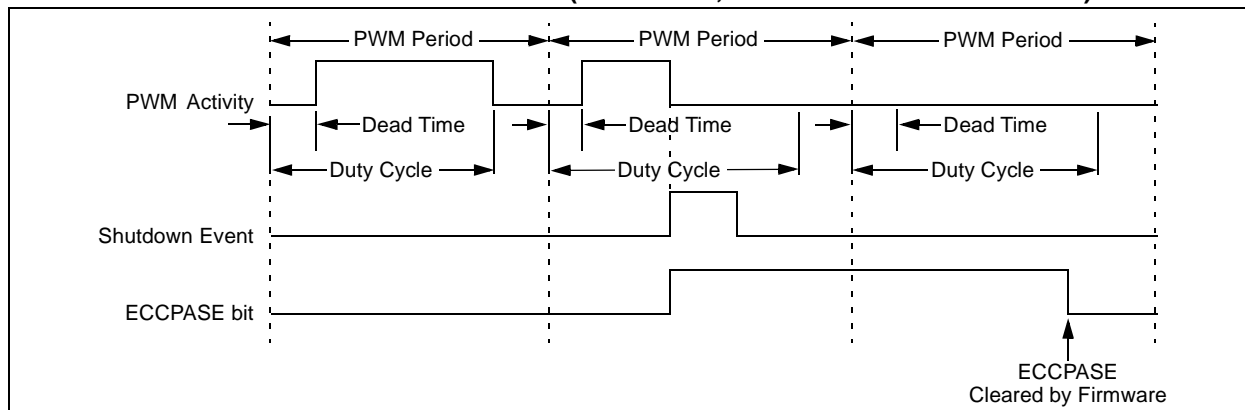 PWM Period PWM Period PWM Period
PWM Activity
Dead Time Dead Time Dead Time
Duty Cycle Duty Cycle Duty Cycle
Shutdown Event
ECCPASE bit
ECCPASE
Cleared by Firmware